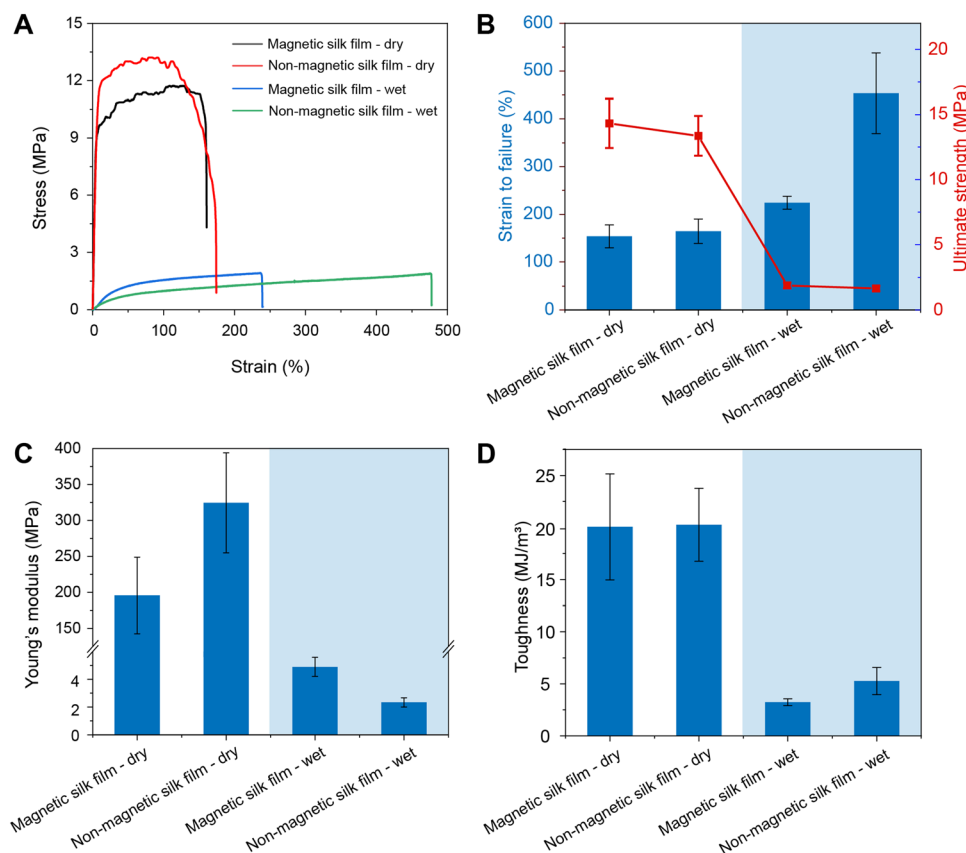 A
Stress (MPa)
15
12
9
6
3
0
Magnetic silk film - dry
Non-magnetic silk film - dry
Magnetic silk film - wet
Non-magnetic silk film - wet
0
100
200
300
400
500
Strain (%)
B
Strain to failure (%)
600
500
400
300
200
100
0
Ultimate strength (MPa)
20
15
10
5
0
Magnetic silk film - dry
Non-magnetic silk film - dry
Magnetic silk film - wet
Non-magnetic silk film - wet
C
Young's modulus (MPa)
400
350
300
250
200
150
4
2
0
Magnetic silk film - dry
Non-magnetic silk film - dry
Magnetic silk film - wet
Non-magnetic silk film - wet
D
Toughness (MJ/m³)
25
20
15
10
5
0
Magnetic silk film - dry
Non-magnetic silk film - dry
Magnetic silk film - wet
Non-magnetic silk film - wet